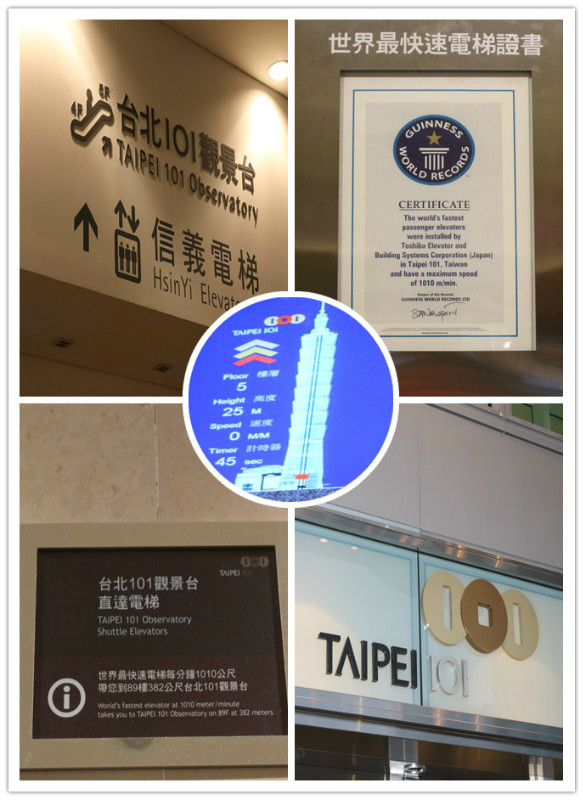 5F
4F
台北101觀景台
TAIPEI 101 Observatory
信義電梯
HsinYi Elevator
世界最快速電梯證書
GUINNESS
WORLD RECORDS
CERTIFICATE
The world's fastest
passenger elevators
were installed by
Toshiba Elevator and
Building Systems Corporation (Japan)
in Taipei 101, Taiwan
and have a maximum speed
of 1010 m/min.
Keeper of the Records
GUINNESS WORLD RECORDS LTD
TAIPEI 101
Floor 樓層
5
Height 高度
25 M
Speed 速度
0 M/M
Timer 計時器
45 sec
TAIPEI 101
台北101觀景台
直達電梯
TAIPEI 101 Observatory
Shuttle Elevators
世界最快速電梯每分鐘1010公尺
帶您到89樓382公尺台北101觀景台
World's fastest elevator at 1010 meter/minute
takes you to TAIPEI 101 Observatory on 89F at 382 meters
TAIPEI 101